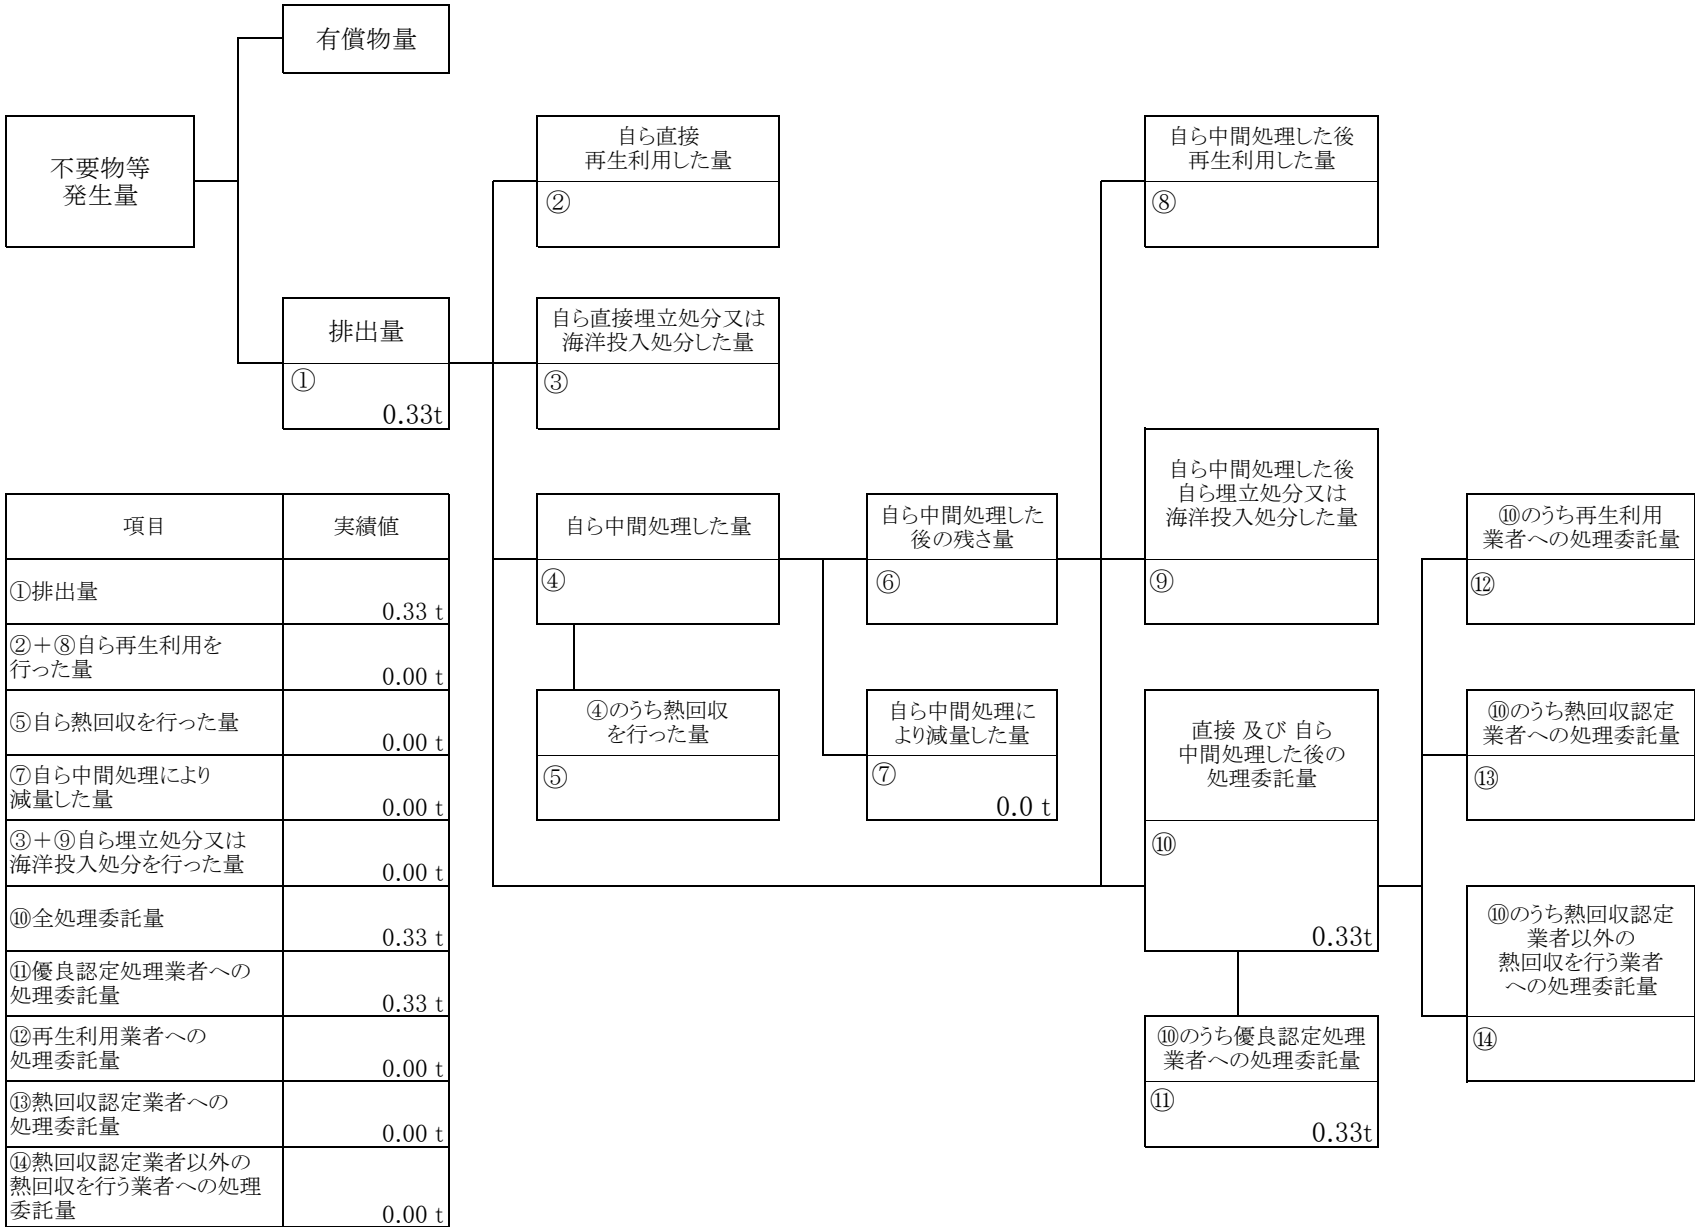 有償物量
不要物等
発生量
自ら直接
再生利用した量
②
自ら中間処理した後
再生利用した量
⑧
排出量
①
0.33t
自ら直接埋立処分又は
海洋投入処分した量
③
自ら中間処理した量
④
自ら中間処理した
後の残さ量
⑥
自ら中間処理した後
自ら埋立処分又は
海洋投入処分した量
⑨
⑩のうち再生利用
業者への処理委託量
⑫
④のうち熱回収
を行った量
⑤
自ら中間処理に
より減量した量
⑦
0.0 t
直接 及び 自ら
中間処理した後の
処理委託量
⑩
0.33t
⑩のうち熱回収認定
業者への処理委託量
⑬
⑩のうち熱回収認定
業者以外の
熱回収を行う業者
への処理委託量
⑭
⑩のうち優良認定処理
業者への処理委託量
⑪
0.33t
項目 実績値
①排出量
0.33 t
②＋⑧自ら再生利用を
行った量
0.00 t
⑤自ら熱回収を行った量
0.00 t
⑦自ら中間処理により
減量した量
0.00 t
③＋⑨自ら埋立処分又は
海洋投入処分を行った量
0.00 t
⑩全処理委託量
0.33 t
⑪優良認定処理業者への
処理委託量
0.33 t
⑫再生利用業者への
処理委託量
0.00 t
⑬熱回収認定業者への
処理委託量
0.00 t
⑭熱回収認定業者以外の
熱回収を行う業者への処理
委託量
0.00 t